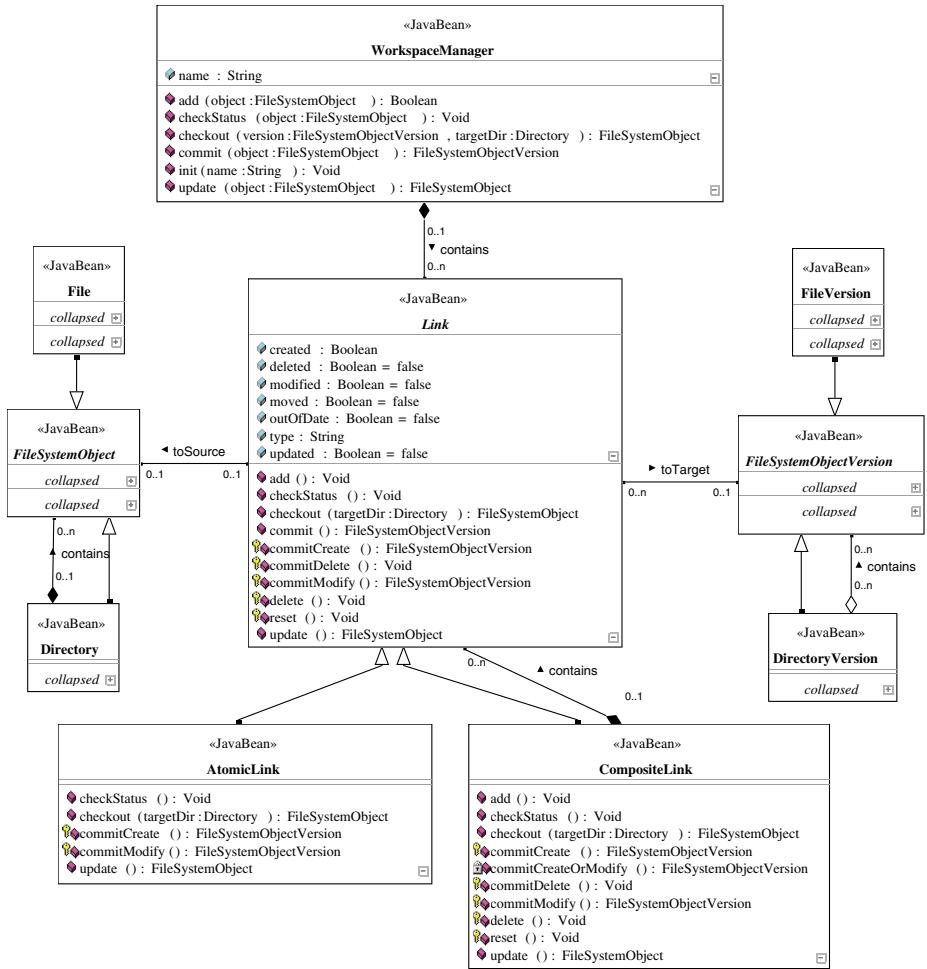 «JavaBean»
WorkspaceManager
name : String
add (object :FileSystemObject ) : Boolean
checkStatus (object :FileSystemObject ) : Void
checkout (version :FileSystemObjectVersion , targetDir :Directory ) : FileSystemObject
commit (object :FileSystemObject ) : FileSystemObjectVersion
init (name :String ) : Void
update (object :FileSystemObject ) : FileSystemObject
0..1
contains
0..n
«JavaBean»
File
collapsed
collapsed
«JavaBean»
FileSystemObject
collapsed
collapsed
0..n
contains
0..1
«JavaBean»
Directory
collapsed
toSource
0..1
0..1
«JavaBean»
Link
created : Boolean
deleted : Boolean = false
modified : Boolean = false
moved : Boolean = false
outOfDate : Boolean = false
type : String
updated : Boolean = false
add () : Void
checkStatus () : Void
checkout (targetDir :Directory ) : FileSystemObject
commit () : FileSystemObjectVersion
commitCreate () : FileSystemObjectVersion
commitDelete () : Void
commitModify () : FileSystemObjectVersion
delete () : Void
reset () : Void
update () : FileSystemObject
toTarget
0..n
0..1
«JavaBean»
FileVersion
collapsed
collapsed
«JavaBean»
FileSystemObjectVersion
collapsed
collapsed
0..n
contains
0..n
«JavaBean»
DirectoryVersion
collapsed
0..n
contains
0..1
«JavaBean»
AtomicLink
checkStatus () : Void
checkout (targetDir :Directory ) : FileSystemObject
commitCreate () : FileSystemObjectVersion
commitModify () : FileSystemObjectVersion
update () : FileSystemObject
«JavaBean»
CompositeLink
add () : Void
checkStatus () : Void
checkout (targetDir :Directory ) : FileSystemObject
commitCreate () : FileSystemObjectVersion
commitCreateOrModify () : FileSystemObjectVersion
commitDelete () : Void
commitModify () : FileSystemObjectVersion
delete () : Void
reset () : Void
update () : FileSystemObject